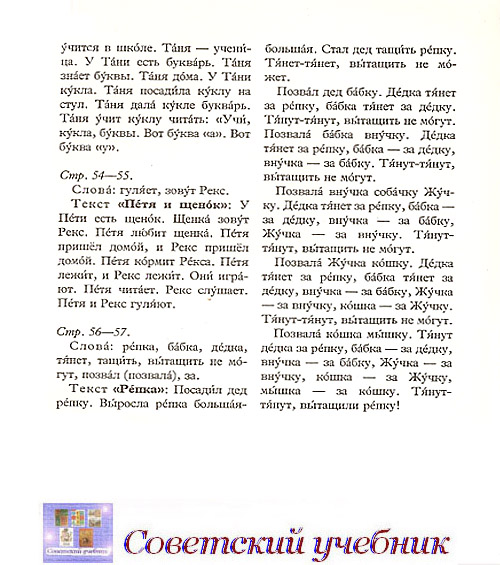 у́чится в шко́ле. Та́ня — учени́-
ца. У Та́ни есть буква́рь. Та́ня
зна́ет бу́квы. Та́ня до́ма. У Та́ни
ку́кла. Та́ня посади́ла ку́клу на
стул. Та́ня дала́ ку́кле буква́рь.
Та́ня у́чит ку́клу чита́ть: «Учи́,
ку́кла, бу́квы. Вот бу́ква «а». Вот
бу́ква «у».
Стр. 54—55.
Слова́: гуля́ет, зову́т Рекс.
Текст «Пе́тя и щено́к»: У
Пе́ти есть щено́к. Щенка́ зову́т
Рекс. Пе́тя лю́бит щенка́. Пе́тя
пришёл домо́й, и Рекс пришёл
домо́й. Пе́тя ко́рмит Ре́кса. Пе́тя
лежи́т, и Рекс лежи́т. Они́ игра́-
ют. Пе́тя чита́ет. Рекс слу́шает.
Пе́тя и Рекс гуля́ют.
Стр. 56—57.
Слова́: ре́пка, ба́бка, де́дка,
тя́нет, тащи́ть, вы́тащить не мо́-
гут, позва́л (позвала́), за.
Текст «Ре́пка»: Посади́л дед
ре́пку. Вы́росла ре́пка больша́я-
больша́я. Стал дед тащи́ть ре́пку.
Тя́нет-тя́нет, вы́тащить не мо́-
жет.
Позва́л дед ба́бку. Де́дка тя́нет
за ре́пку, ба́бка тя́нет за де́дку.
Тя́нут-тя́нут, вы́тащить не мо́гут.
Позвала́ ба́бка вну́чку. Де́дка
тя́нет за ре́пку, ба́бка — за де́дку,
вну́чка — за ба́бку. Тя́нут-тя́нут,
вы́тащить не мо́гут.
Позвала́ вну́чка соба́чку Жу́ч-
ку. Де́дка тя́нет за ре́пку, ба́бка —
за де́дку, вну́чка — за ба́бку,
Жу́чка — за вну́чку. Тя́нут-
тя́нут, вы́тащить не мо́гут.
Позвала́ Жу́чка ко́шку. Де́дка
тя́нет за ре́пку, ба́бка тя́нет за
де́дку, вну́чка — за ба́бку, Жу́чка
— за вну́чку, ко́шка — за Жу́чку.
Тя́нут-тя́нут, вы́тащить не мо́гут.
Позвала́ ко́шка мы́шку. Тя́нут
де́дка за ре́пку, ба́бка — за де́дку,
вну́чка — за ба́бку, Жу́чка — за
вну́чку, ко́шка — за Жу́чку,
мы́шка — за ко́шку. Тя́нут-
тя́нут, вы́тащили ре́пку!
Советский учебник
Советский учебник